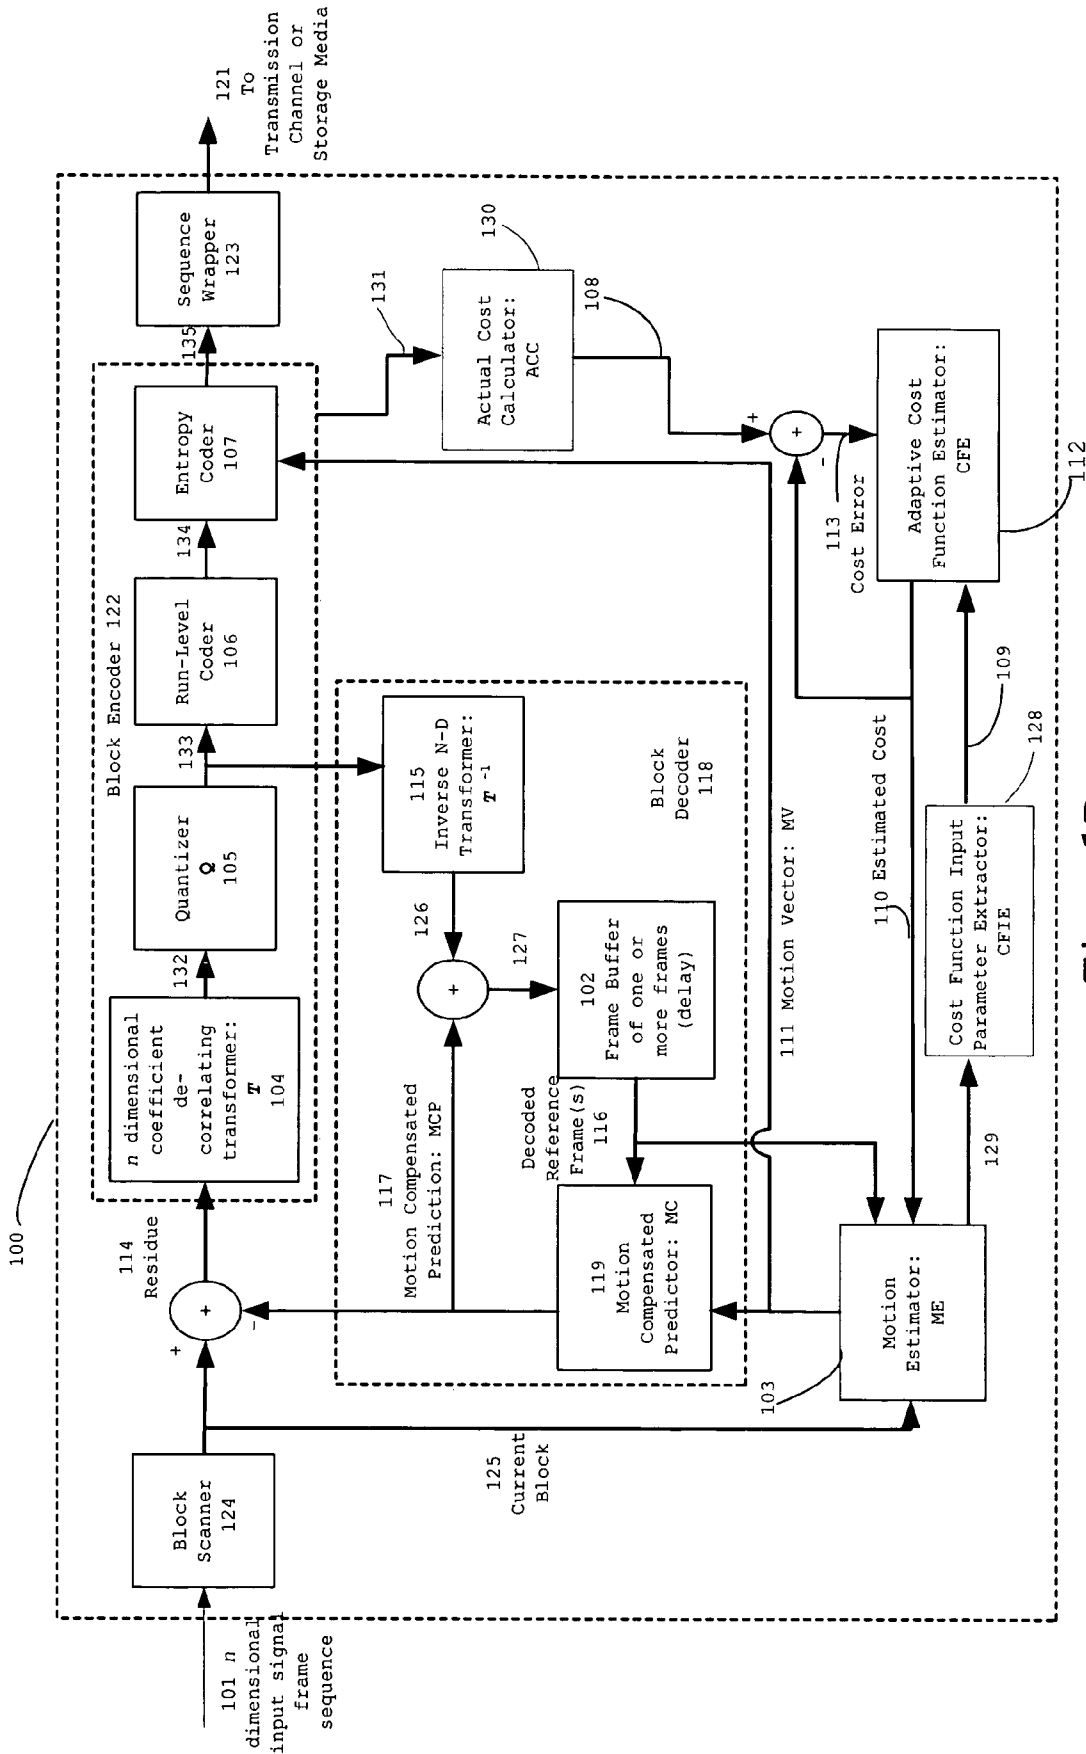 100
101 n
dimensional
input signal
frame
sequence
Block
Scanner
124
125
Current
Block
+
-
+
114
Residue
Block Encoder 122
n dimensional
coefficient
de-
correlating
transformer:
T
104
132
Quantizer
Q
105
133
Run-Level
Coder
106
134
Entropy
Coder
107
135
Sequence
Wrapper
123
121
To
Transmission
Channel or
Storage Media
117
Motion Compensated
Prediction: MCP
115
Inverse N-D
Transformer:
T -1
126
+
127
102
Frame Buffer
of one or
more frames
(delay)
Decoded
Reference
Frame(s)
116
119
Motion
Compensated
Predictor: MC
Block
Decoder
118
131
Actual Cost
Calculator:
ACC
130
108
+
+
-
113
Cost Error
111 Motion Vector: MV
110 Estimated Cost
103
Motion
Estimator:
ME
129
Cost Function Input
Parameter Extractor:
CFIE
128
109
Adaptive Cost
Function Estimator:
CFE
112